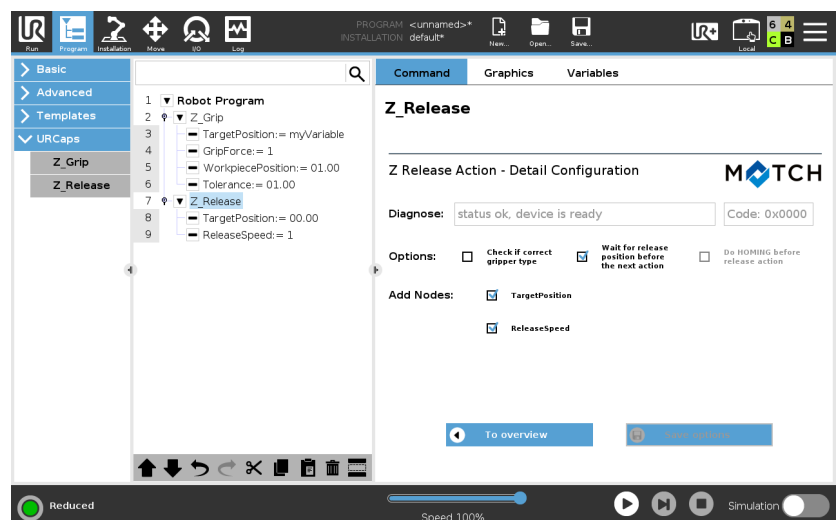 PROGRAM <unnamed>*
INSTALLATION default*
Run Program Installation Move I/O Log
New... Open... Save...
UR+
Local
6 4
C B
Basic
Advanced
Templates
URCaps
Z_Grip
Z_Release
1 Robot Program
2 Z_Grip
3 TargetPosition:= myVariable
4 GripForce:= 1
5 WorkpiecePosition:= 01.00
6 Tolerance:= 01.00
7 Z_Release
8 TargetPosition:= 00.00
9 ReleaseSpeed:= 1
Command Graphics Variables
Z_Release
Z Release Action - Detail Configuration
MATCH
Diagnose: status ok, device is ready Code: 0x0000
Options:
Check if correct
gripper type
Wait for release
position before
the next action
Do HOMING before
release action
Add Nodes: TargetPosition
ReleaseSpeed
To overview
Reduced
Speed 100%
Simulation